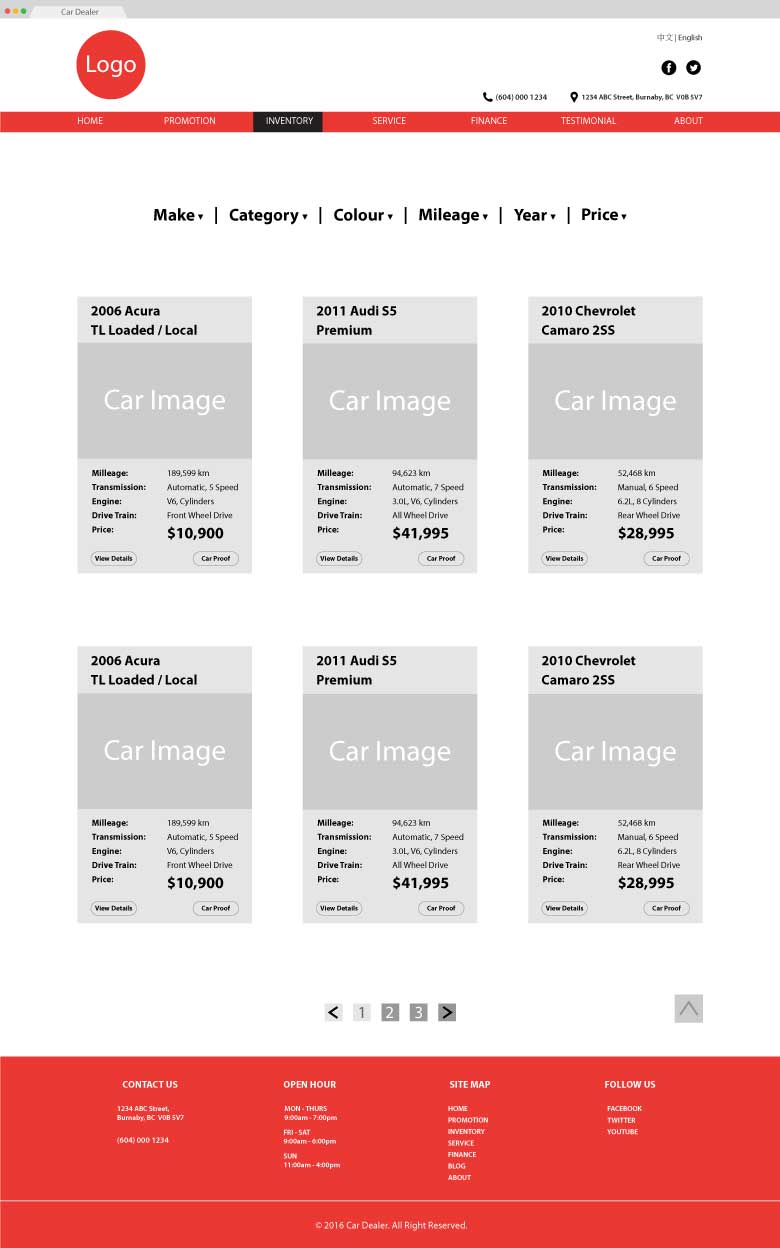 Car Dealer
Logo
中文 | English
(604) 000 1234
1234 ABC Street, Burnaby, BC V0B 5V7
HOME PROMOTION INVENTORY SERVICE FINANCE TESTIMONIAL ABOUT
Make ▾ | Category ▾ | Colour ▾ | Mileage ▾ | Year ▾ | Price ▾
2006 Acura
TL Loaded / Local
Car Image
Milleage: 189,599 km
Transmission: Automatic, 5 Speed
Engine: V6, Cylinders
Drive Train: Front Wheel Drive
Price: $10,900
View Details Car Proof
2011 Audi S5
Premium
Car Image
Milleage: 94,623 km
Transmission: Automatic, 7 Speed
Engine: 3.0L, V6, Cylinders
Drive Train: All Wheel Drive
Price: $41,995
View Details Car Proof
2010 Chevrolet
Camaro 2SS
Car Image
Milleage: 52,468 km
Transmission: Manual, 6 Speed
Engine: 6.2L, 8 Cylinders
Drive Train: Rear Wheel Drive
Price: $28,995
View Details Car Proof
2006 Acura
TL Loaded / Local
Car Image
Milleage: 189,599 km
Transmission: Automatic, 5 Speed
Engine: V6, Cylinders
Drive Train: Front Wheel Drive
Price: $10,900
View Details Car Proof
2011 Audi S5
Premium
Car Image
Milleage: 94,623 km
Transmission: Automatic, 7 Speed
Engine: 3.0L, V6, Cylinders
Drive Train: All Wheel Drive
Price: $41,995
View Details Car Proof
2010 Chevrolet
Camaro 2SS
Car Image
Milleage: 52,468 km
Transmission: Manual, 6 Speed
Engine: 6.2L, 8 Cylinders
Drive Train: Rear Wheel Drive
Price: $28,995
View Details Car Proof
< 1 2 3 >
CONTACT US
1234 ABC Street,
Burnaby, BC V0B 5V7
(604) 000 1234
OPEN HOUR
MON - THURS
9:00am - 7:00pm
FRI - SAT
9:00am - 6:00pm
SUN
11:00am - 4:00pm
SITE MAP
HOME
PROMOTION
INVENTORY
SERVICE
FINANCE
BLOG
ABOUT
FOLLOW US
FACEBOOK
TWITTER
YOUTUBE
© 2016 Car Dealer. All Right Reserved.